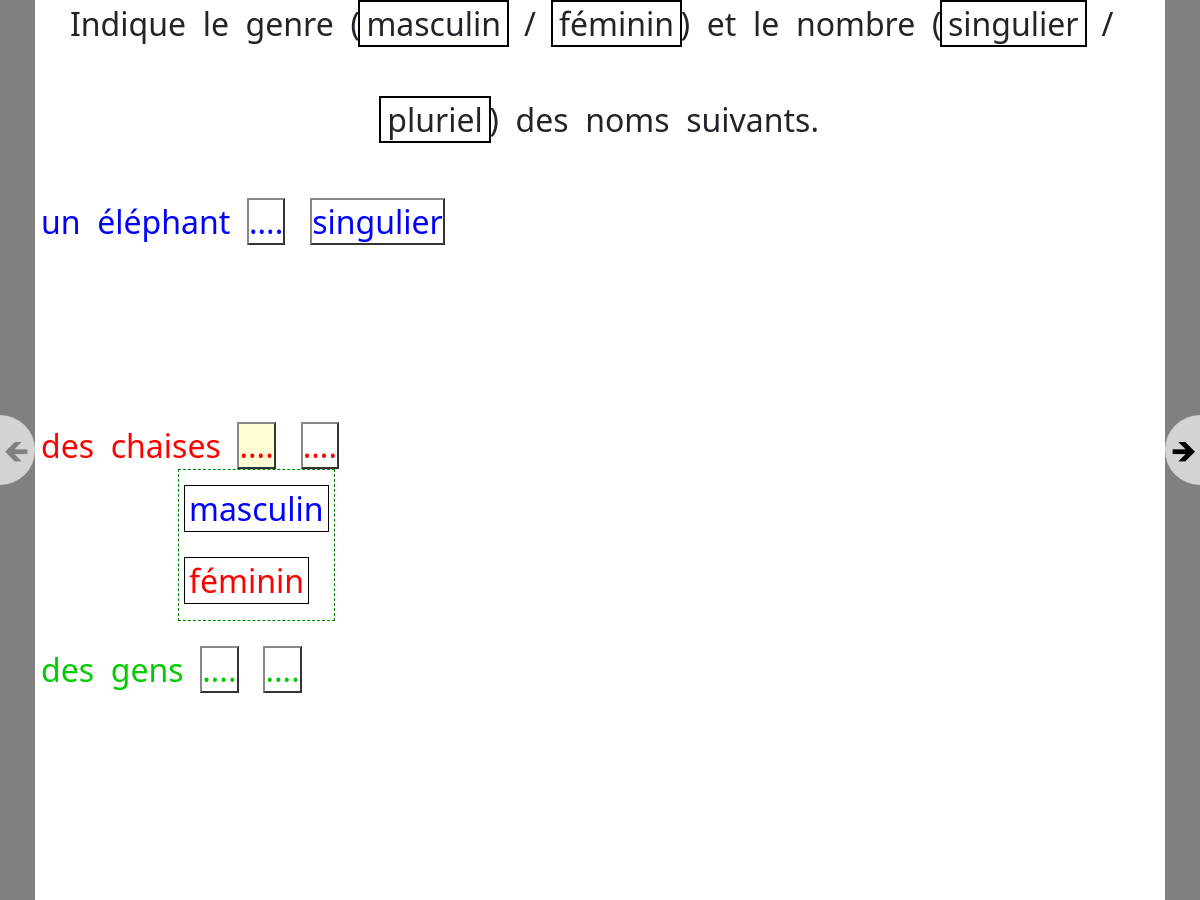 Indique le genre (masculin / féminin) et le nombre (singulier /
pluriel) des noms suivants.
un éléphant .... singulier
des chaises .... ....
masculin
féminin
des gens .... ....